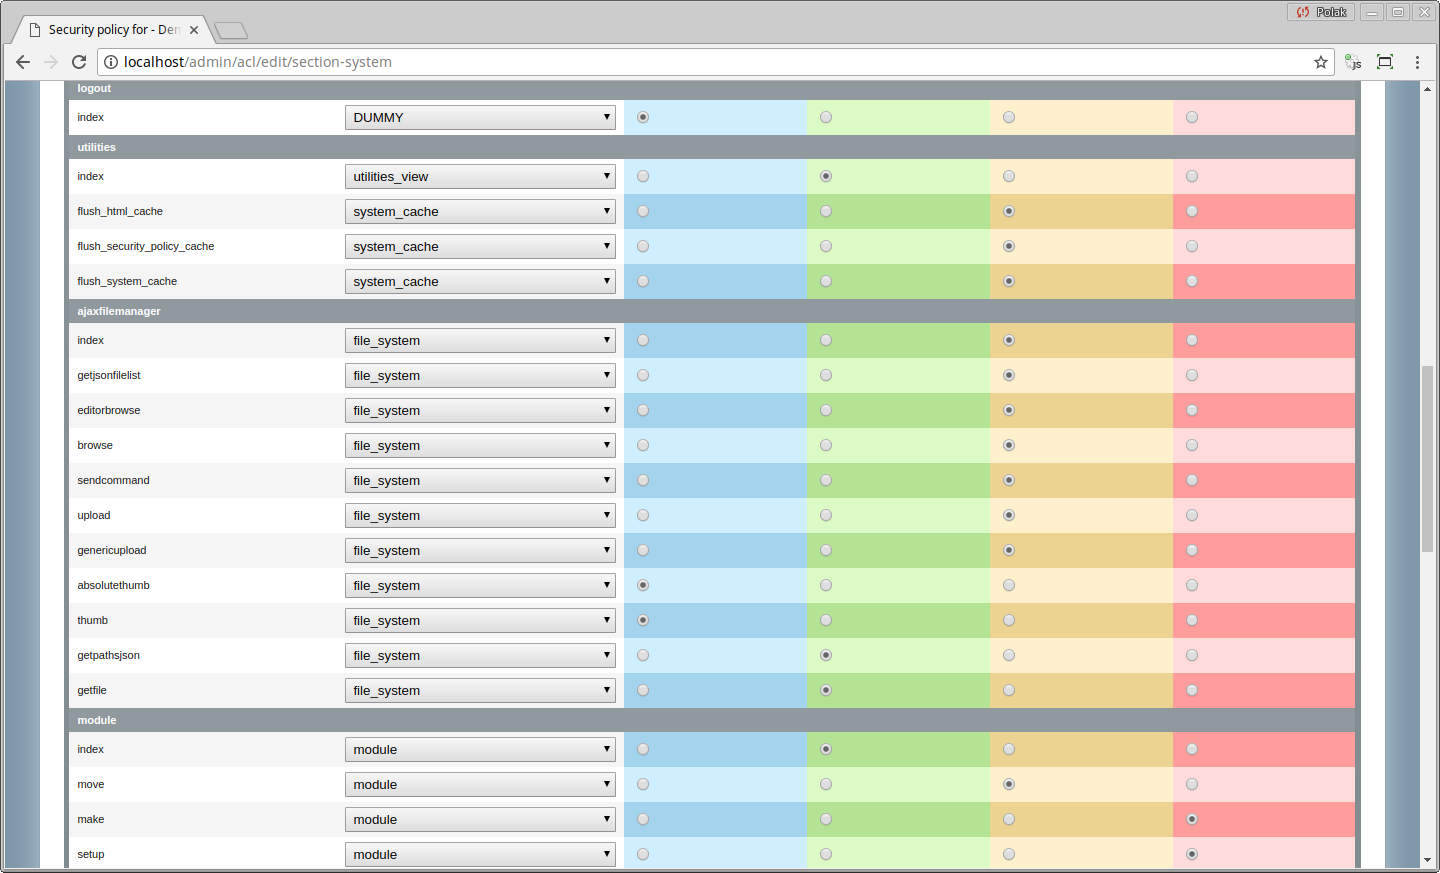 Polak
Security policy for - Den
localhost/admin/acl/edit/section-system
js
logout
index DUMMY
utilities
index utilities_view
flush_html_cache system_cache
flush_security_policy_cache system_cache
flush_system_cache system_cache
ajaxfilemanager
index file_system
getjsonfilelist file_system
editorbrowse file_system
browse file_system
sendcommand file_system
upload file_system
genericupload file_system
absolutethumb file_system
thumb file_system
getpathsjson file_system
getfile file_system
module
index module
move module
make module
setup module